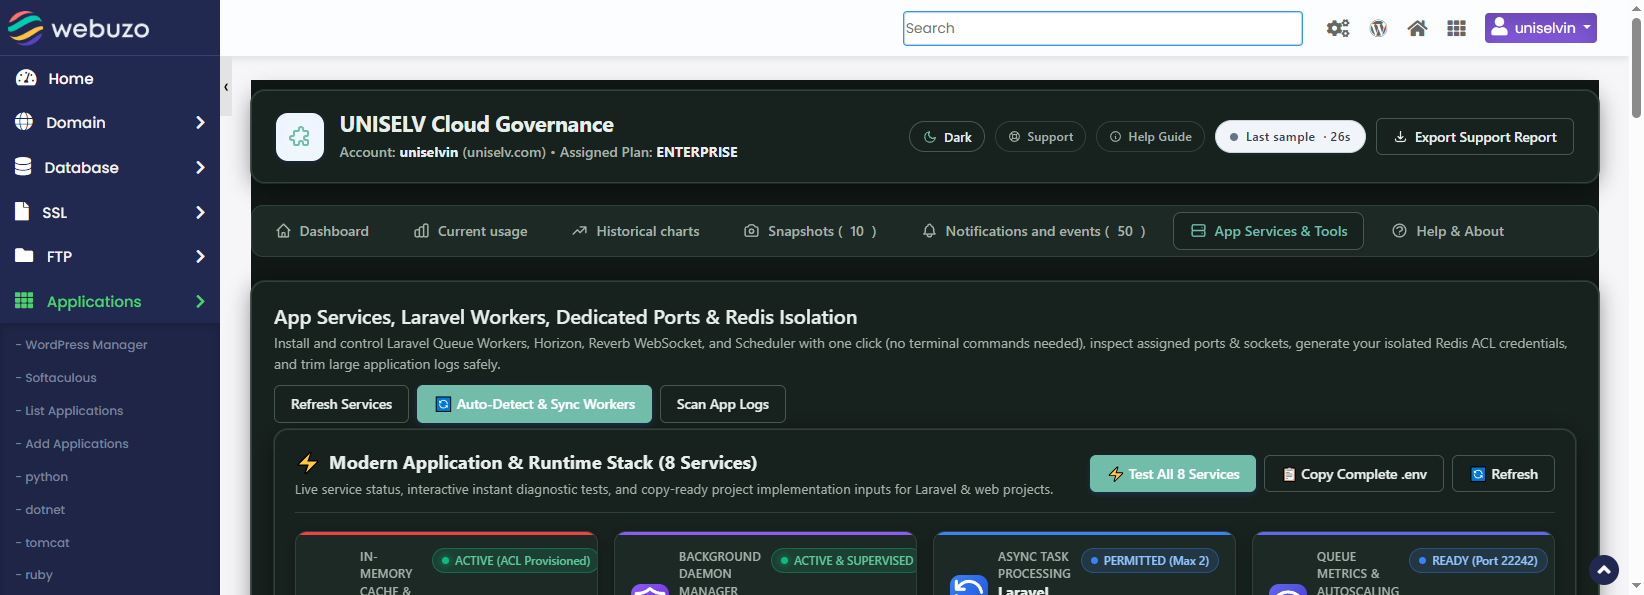 webuzo
Search
uniselvin
Home
Domain
Database
SSL
FTP
Applications
- WordPress Manager
- Softaculous
- List Applications
- Add Applications
- python
- dotnet
- tomcat
- ruby
UNISELV Cloud Governance
Account: uniselvin (uniselv.com) • Assigned Plan: ENTERPRISE
Dark
Support
Help Guide
Last sample · 26s
Export Support Report
Dashboard
Current usage
Historical charts
Snapshots ( 10 )
Notifications and events ( 50 )
App Services & Tools
Help & About
App Services, Laravel Workers, Dedicated Ports & Redis Isolation
Install and control Laravel Queue Workers, Horizon, Reverb WebSocket, and Scheduler with one click (no terminal commands needed), inspect assigned ports & sockets, generate your isolated Redis ACL credentials,
and trim large application logs safely.
Refresh Services
Auto-Detect & Sync Workers
Scan App Logs
Modern Application & Runtime Stack (8 Services)
Live service status, interactive instant diagnostic tests, and copy-ready project implementation inputs for Laravel & web projects.
Test All 8 Services
Copy Complete .env
Refresh
IN-
MEMORY
CACHE &
ACTIVE (ACL Provisioned)
BACKGROUND
DAEMON
MANAGER
ACTIVE & SUPERVISED
ASYNC TASK
PROCESSING
Laravel
PERMITTED (Max 2)
QUEUE
METRICS &
AUTOSCALING
READY (Port 22242)